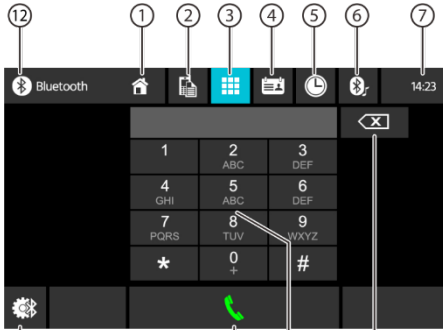 12 1 2 3 4 5 6 7
Bluetooth 14:23
1 2 3
ABC DEF
4 5 6
GHI ABC DEF
7 8 9
PQRS TUV WXYZ
* 0 #
+